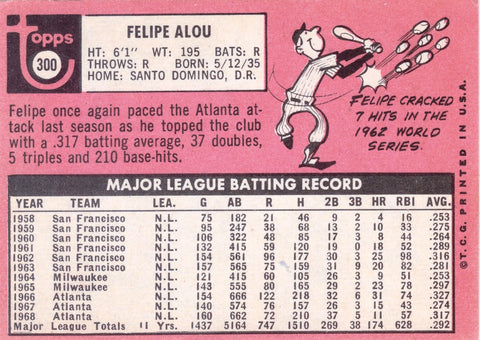 topps
300
FELIPE ALOU
HT: 6'1" WT: 195 BATS: R
THROWS: R BORN: 5/12/35
HOME: SANTO DOMINGO, D.R.
Felipe once again paced the Atlanta at-
tack last season as he topped the club
with a .317 batting average, 37 doubles,
5 triples and 210 base-hits.
FELIPE CRACKED
7 HITS IN THE
1962 WORLD
SERIES.
MAJOR LEAGUE BATTING RECORD
YEAR TEAM LEA. G AB R H 2B 3B HR RBI AVG.
1958 San Francisco N.L. 75 182 21 46 9 2 4 16 .253
1959 San Francisco N.L. 95 247 38 68 13 2 10 33 .275
1960 San Francisco N.L. 106 322 48 85 17 3 8 44 .264
1961 San Francisco N.L. 132 415 59 120 19 0 18 52 .289
1962 San Francisco N.L. 154 561 96 177 30 3 25 98 .316
1963 San Francisco N.L. 157 565 75 159 31 9 20 82 .281
1964 Milwaukee N.L. 121 415 60 105 26 3 9 51 .253
1965 Milwaukee N.L. 143 555 80 165 29 2 23 78 .297
1966 Atlanta N.L. 154 666 122 218 32 6 31 74 .327
1967 Atlanta N.L. 140 574 76 157 26 3 15 43 .274
1968 Atlanta N.L. 160 662 72 210 37 5 11 57 .317
Major League Totals 11 Yrs. 1437 5164 747 1510 269 38 174 628 .292
© T.C.G. PRINTED IN U.S.A.